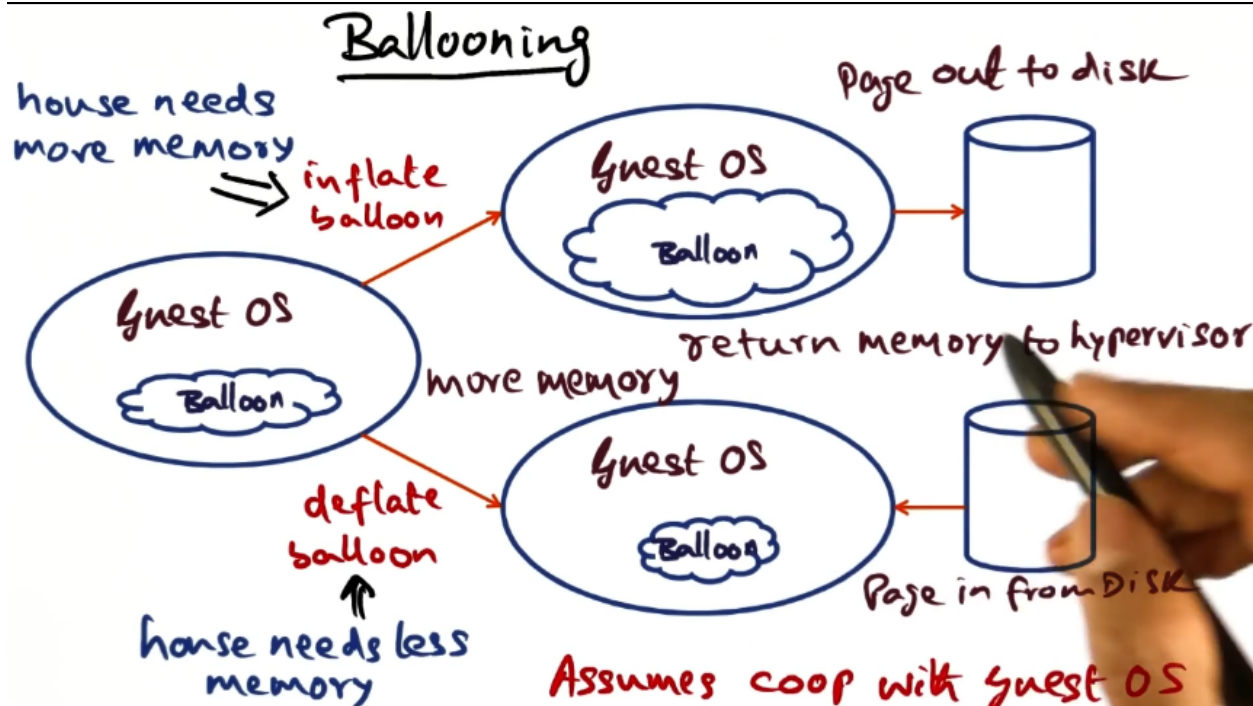 Ballooning
house needs
more memory
inflate
balloon
Page out to disk
Guest OS
Balloon
Guest OS
Balloon
return memory to hypervisor
more memory
Guest OS
Balloon
deflate
balloon
Page in from Disk
house needs less
memory
Assumes coop with guest OS